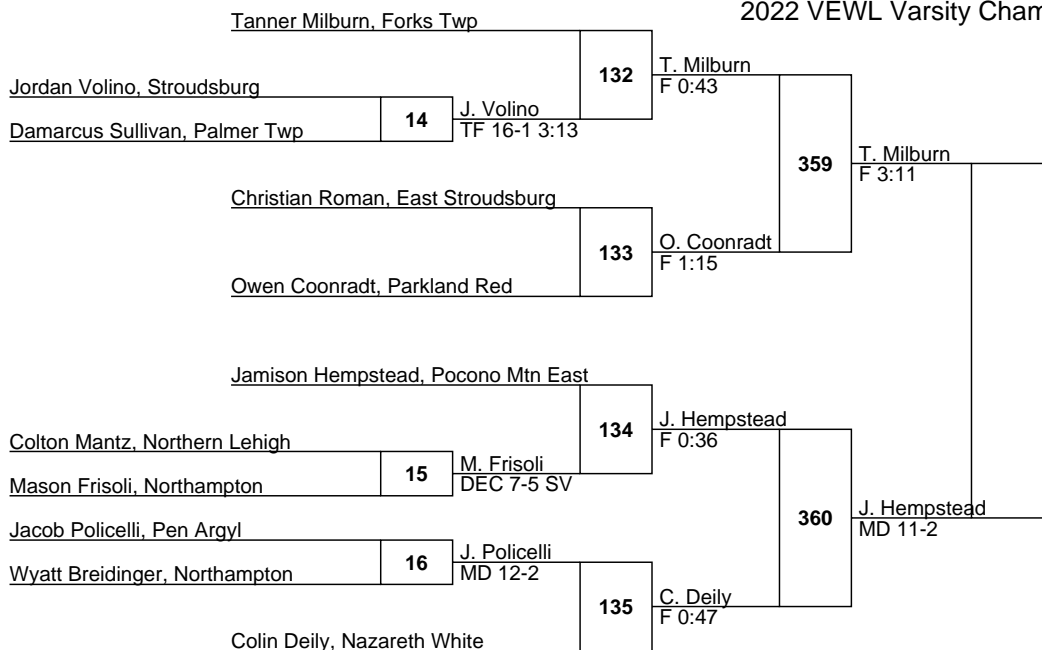 2022 VEWL Varsity Cham
Tanner Milburn, Forks Twp
132
T. Milburn
F 0:43
Jordan Volino, Stroudsburg
14
J. Volino
TF 16-1 3:13
Damarcus Sullivan, Palmer Twp
359
T. Milburn
F 3:11
Christian Roman, East Stroudsburg
133
O. Coonradt
F 1:15
Owen Coonradt, Parkland Red
Jamison Hempstead, Pocono Mtn East
134
J. Hempstead
F 0:36
Colton Mantz, Northern Lehigh
15
M. Frisoli
DEC 7-5 SV
Mason Frisoli, Northampton
360
J. Hempstead
MD 11-2
Jacob Policelli, Pen Argyl
16
J. Policelli
MD 12-2
Wyatt Breidinger, Northampton
135
C. Deily
F 0:47
Colin Deily, Nazareth White